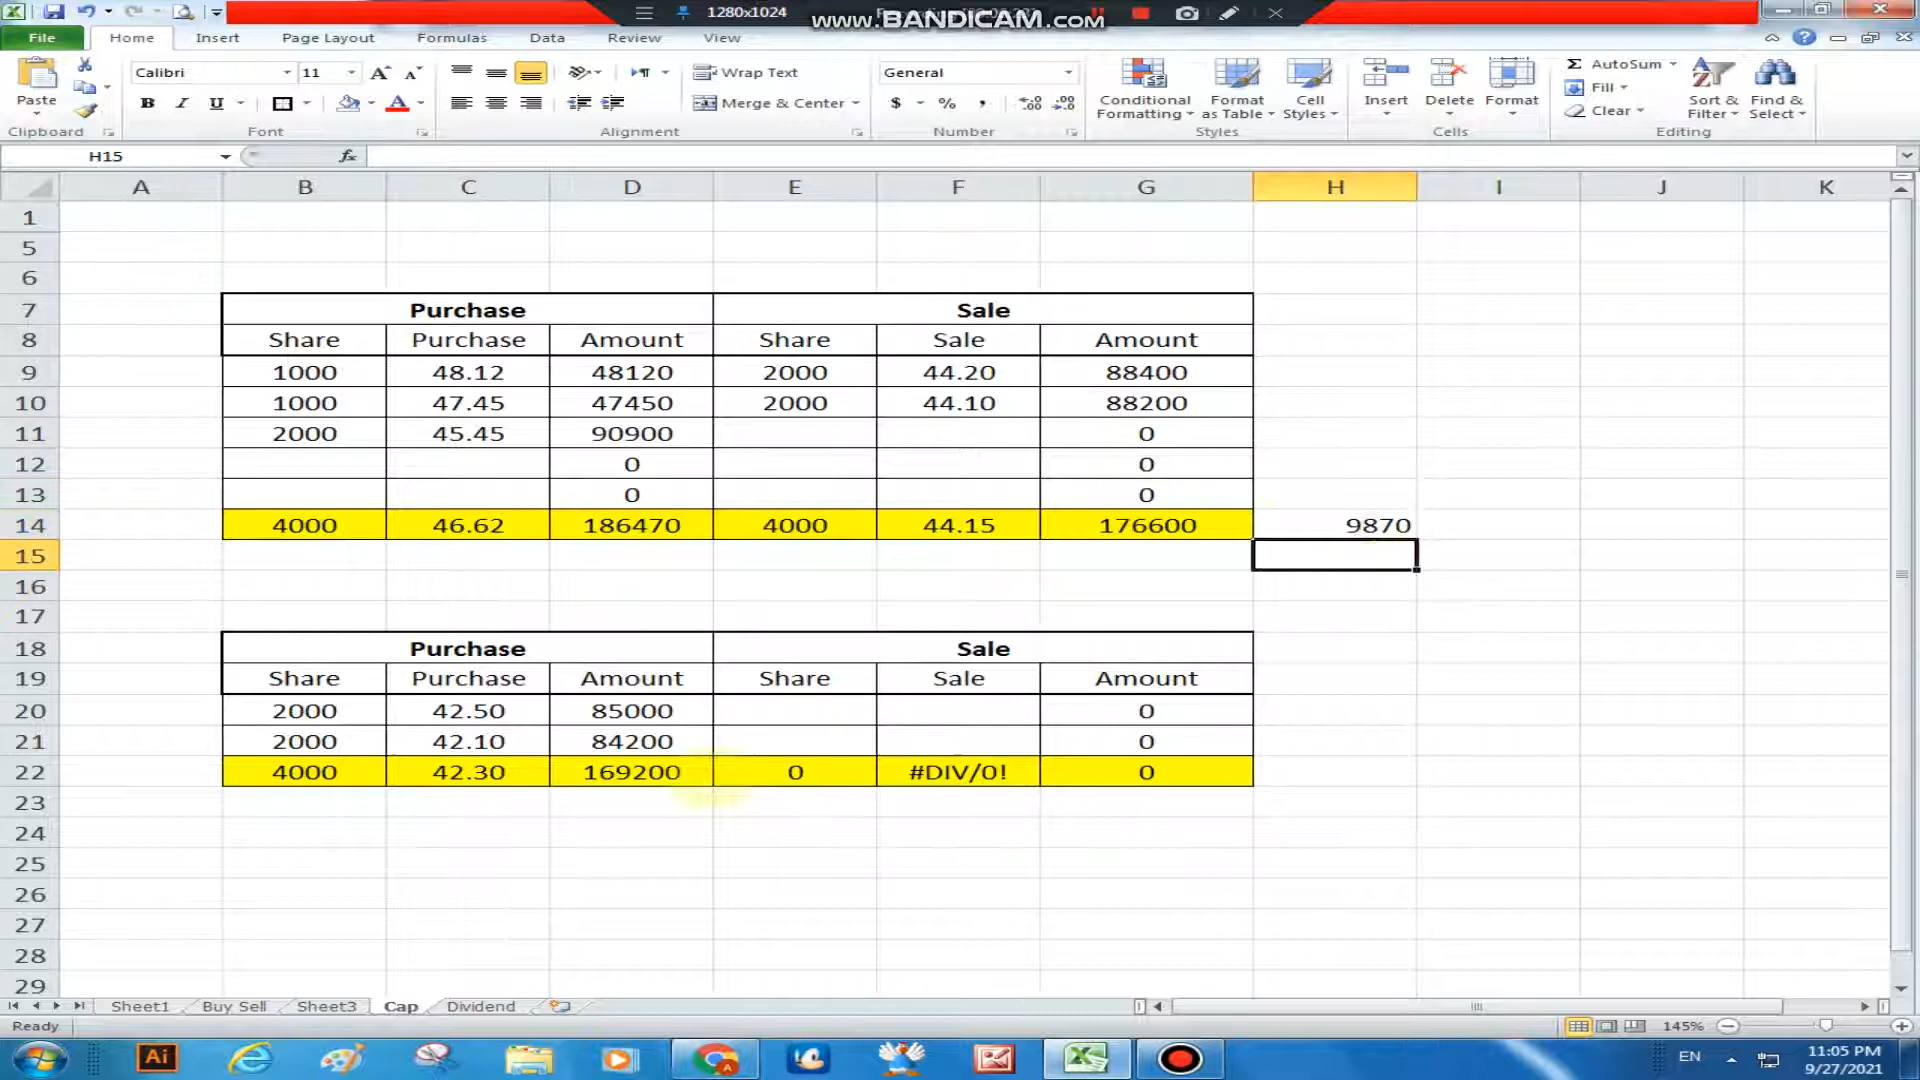 1280x1024
www.BANDICAM.com
File Home Insert Page Layout Formulas Data Review View
Paste
Calibri 11
B I U
Wrap Text
Merge & Center
General
$ % ,
Conditional Formatting
Format as Table
Cell Styles
Insert Delete Format
Σ AutoSum
Fill
Clear
Sort & Filter
Find & Select
Clipboard Font Alignment Number Styles Cells Editing
H15 fx
A B C D E F G H I J K
1
5
6
7 Purchase Sale
8 Share Purchase Amount Share Sale Amount
9 1000 48.12 48120 2000 44.20 88400
10 1000 47.45 47450 2000 44.10 88200
11 2000 45.45 90900 0
12 0 0
13 0 0
14 4000 46.62 186470 4000 44.15 176600 9870
15
16
17
18 Purchase Sale
19 Share Purchase Amount Share Sale Amount
20 2000 42.50 85000 0
21 2000 42.10 84200 0
22 4000 42.30 169200 0 #DIV/0! 0
23
24
25
26
27
28
29
Sheet1 Buy Sell Sheet3 Cap Dividend
Ready 145%
Ai
EN
11:05 PM
9/27/2021